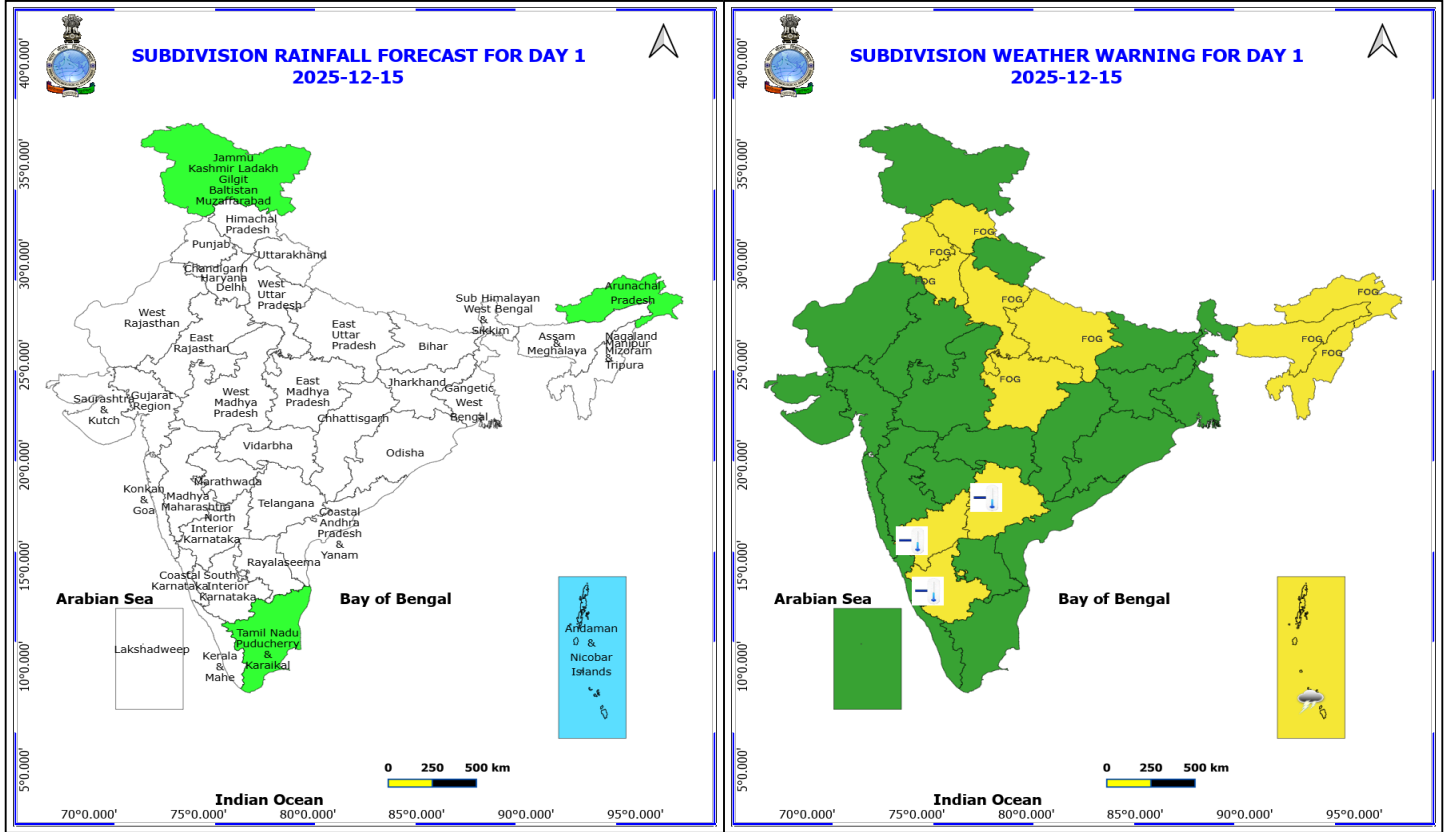 SUBDIVISION RAINFALL FORECAST FOR DAY 1
2025-12-15
40°0.000'
35°0.000'
30°0.000'
25°0.000'
20°0.000'
15°0.000'
10°0.000'
5°0.000'
Jammu
Kashmir Ladakh
Gilgit
Baltistan
Muzaffarabad
Himachal
Pradesh
Punjab
Uttarakhand
Chandigarh
Haryana
Delhi
West
Uttar
Pradesh
West
Rajasthan
East
Rajasthan
East
Uttar
Pradesh
Bihar
Sub Himalayan
West Bengal
&
Sikkim
Arunachal
Pradesh
Assam
&
Meghalaya
Nagaland
Manipur
Mizoram
&
Tripura
Saurashtra
&
Kutch
Gujarat
Region
West
Madhya
Pradesh
East
Madhya
Pradesh
Jharkhand
Gangetic
West
Bengal
Chhattisgarh
Vidarbha
Odisha
Konkan
&
Goa
Madhya
Maharashtra
Marathwada
Telangana
North
Interior
Karnataka
Coastal
Andhra
Pradesh
&
Yanam
Rayalaseema
Coastal
Karnataka
South
Interior
Karnataka
Arabian Sea
Bay of Bengal
Lakshadweep
Kerala
&
Mahe
Tamil Nadu
Puducherry
&
Karaikal
Andaman
&
Nicobar
Islands
0 250 500 km
Indian Ocean
70°0.000' 75°0.000' 80°0.000' 85°0.000' 90°0.000' 95°0.000'
SUBDIVISION WEATHER WARNING FOR DAY 1
2025-12-15
40°0.000'
35°0.000'
30°0.000'
25°0.000'
20°0.000'
15°0.000'
10°0.000'
5°0.000'
FOG
FOG
FOG
FOG
FOG
FOG
FOG
FOG
FOG
Arabian Sea
Bay of Bengal
0 250 500 km
Indian Ocean
70°0.000' 75°0.000' 80°0.000' 85°0.000' 90°0.000' 95°0.000'